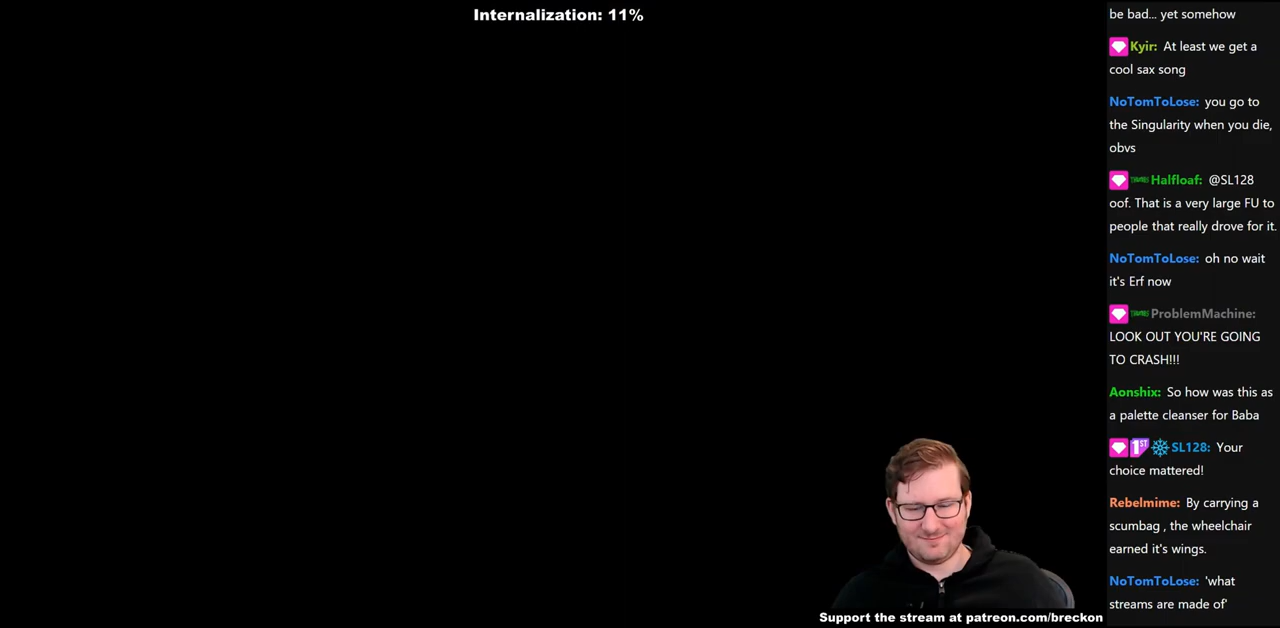 Internalization: 11%
be bad... yet somehow
Kyir: At least we get a
cool sax song
NoTomToLose: you go to
the Singularity when you die,
obvs
Halfloaf: @SL128
oof. That is a very large FU to
people that really drove for it.
NoTomToLose: oh no wait
it's Erf now
ProblemMachine:
LOOK OUT YOU'RE GOING
TO CRASH!!!
Aonshix: So how was this as
a palette cleanser for Baba
1ST SL128: Your
choice mattered!
Rebelmime: By carrying a
scumbag , the wheelchair
earned it's wings.
NoTomToLose: 'what
streams are made of'
Support the stream at patreon.com/breckon